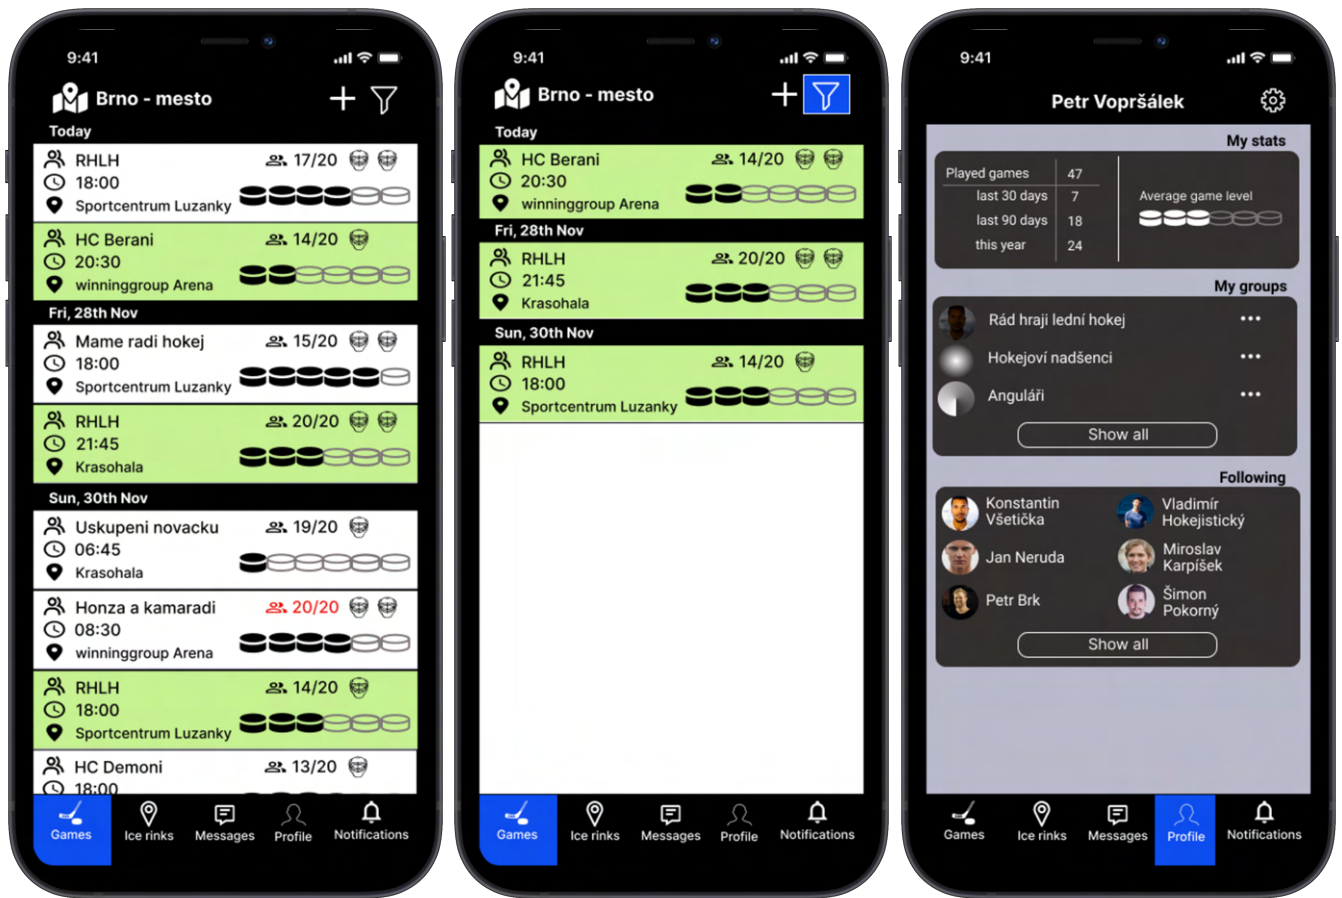 9:41
Brno - mesto
Today
RHLH
17/20
18:00
Sportcentrum Luzanky
HC Berani
14/20
20:30
winninggroup Arena
Fri, 28th Nov
Mame radi hokej
15/20
18:00
Sportcentrum Luzanky
RHLH
20/20
21:45
Krasohala
Sun, 30th Nov
Uskupeni novacku
19/20
06:45
Krasohala
Honza a kamaradi
20/20
08:30
winninggroup Arena
RHLH
14/20
18:00
Sportcentrum Luzanky
HC Demoni
13/20
18:00
Games
Ice rinks
Messages
Profile
Notifications
9:41
Brno - mesto
Today
HC Berani
14/20
20:30
winninggroup Arena
Fri, 28th Nov
RHLH
20/20
21:45
Krasohala
Sun, 30th Nov
RHLH
14/20
18:00
Sportcentrum Luzanky
Games
Ice rinks
Messages
Profile
Notifications
9:41
Petr Vopršálek
My stats
Played games 47
last 30 days 7
last 90 days 18
this year 24
Average game level
My groups
Rád hraji lední hokej
Hokejoví nadšenci
Anguláři
Show all
Following
Konstantin
Všetička
Vladimír
Hokejistický
Jan Neruda
Miroslav
Karpíšek
Petr Brk
Šimon
Pokorný
Show all
Games
Ice rinks
Messages
Profile
Notifications